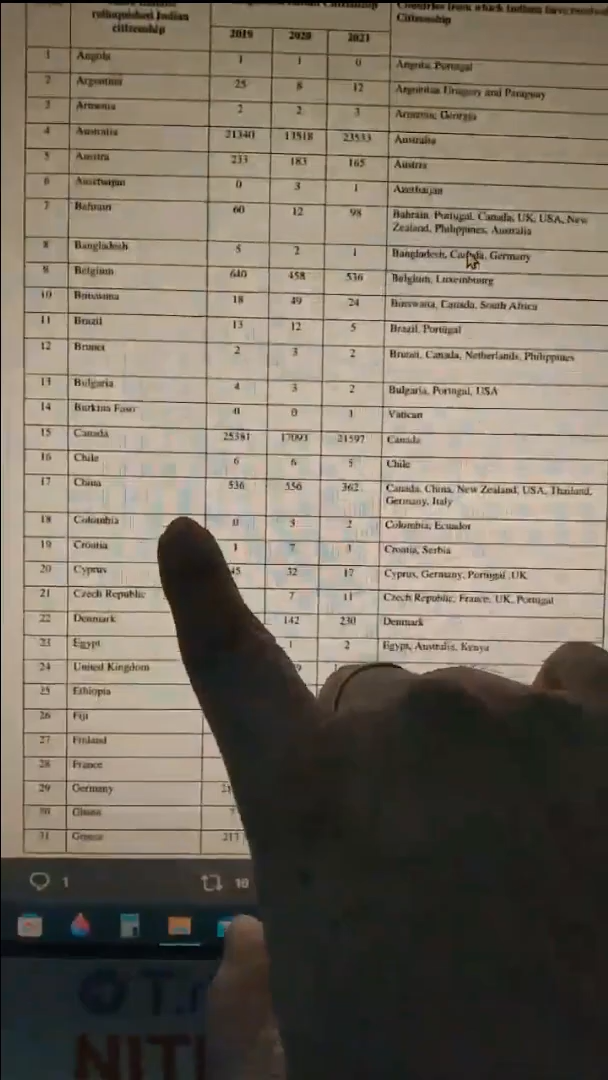 relinquished Indian
citizenship
2019 2020 2021
Countries from which Indians have
Citizenship
1 Angola 1 1 0 Angola, Portugal
2 Argentina 25 8 12 Argentina Uruguay and Paraguay
3 Armenia 2 2 3 Armenia, Georgia
4 Australia 21340 13518 23533 Australia
5 Austria 233 183 165 Austria
6 Azerbaijan 0 3 1 Azerbaijan
7 Bahrain 60 12 98 Bahrain, Portugal, Canada, UK, USA, New
Zealand, Philippines, Australia
8 Bangladesh 5 2 1 Bangladesh, Canada, Germany
9 Belgium 640 458 536 Belgium, Luxembourg
10 Botswana 18 49 24 Botswana, Canada, South Africa
11 Brazil 13 12 5 Brazil, Portugal
12 Brunei 2 3 2 Brunei, Canada, Netherlands, Philippines
13 Bulgaria 4 3 2 Bulgaria, Portugal, USA
14 Burkina Faso 0 0 1 Vatican
15 Canada 25381 17093 21597 Canada
16 Chile 6 6 5 Chile
17 China 536 556 362 Canada, China, New Zealand, USA, Thailand,
Germany, Italy
18 Colombia 0 3 2 Colombia, Ecuador
19 Croatia 1 7 Croatia, Serbia
20 Cyprus 45 32 17 Cyprus, Germany, Portugal ,UK
21 Czech Republic 7 11 Czech Republic, France, UK, Portugal
22 Denmark 142 230 Denmark
23 Egypt 1 2 Egypt, Australia, Kenya
24 United Kingdom
25 Ethiopia
26 Fiji
27 Finland
28 France
29 Germany
30 Ghana
31 Greece 217
1 18
T.
NITI